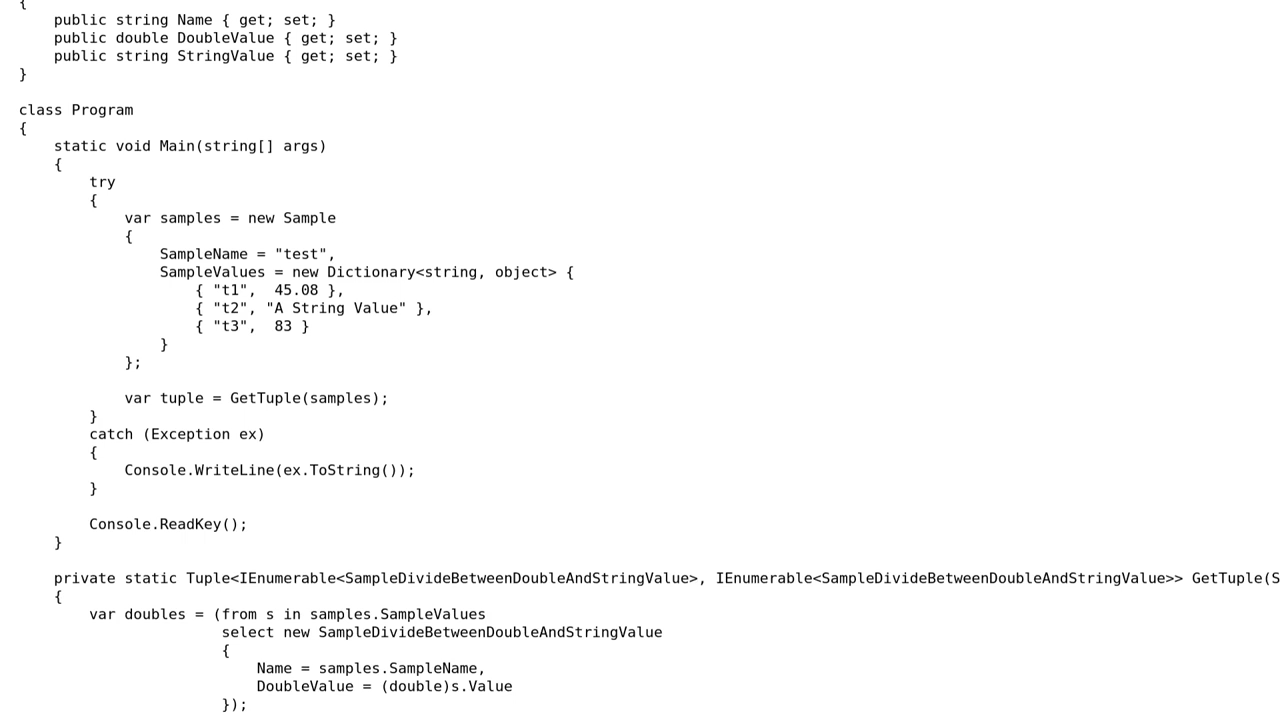 {
    public string Name { get; set; }
    public double DoubleValue { get; set; }
    public string StringValue { get; set; }
}

class Program
{
    static void Main(string[] args)
    {
        try
        {
            var samples = new Sample
            {
                SampleName = "test",
                SampleValues = new Dictionary<string, object> {
                    { "t1",  45.08 },
                    { "t2", "A String Value" },
                    { "t3",  83 }
                }
            };

            var tuple = GetTuple(samples);
        }
        catch (Exception ex)
        {
            Console.WriteLine(ex.ToString());
        }

        Console.ReadKey();
    }

    private static Tuple<IEnumerable<SampleDivideBetweenDoubleAndStringValue>, IEnumerable<SampleDivideBetweenDoubleAndStringValue>> GetTuple(S
    {
        var doubles = (from s in samples.SampleValues
                       select new SampleDivideBetweenDoubleAndStringValue
                       {
                           Name = samples.SampleName,
                           DoubleValue = (double)s.Value
                       });